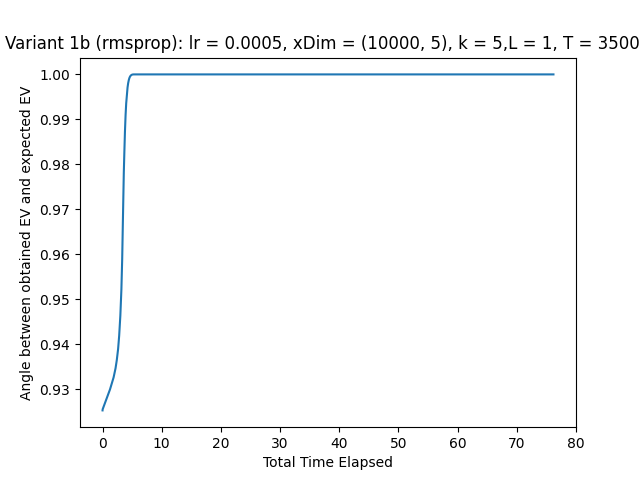 Variant 1b (rmsprop): lr = 0.0005, xDim = (10000, 5), k = 5,L = 1, T = 3500
Angle between obtained EV and expected EV
1.00
0.99
0.98
0.97
0.96
0.95
0.94
0.93
0 10 20 30 40 50 60 70 80
Total Time Elapsed